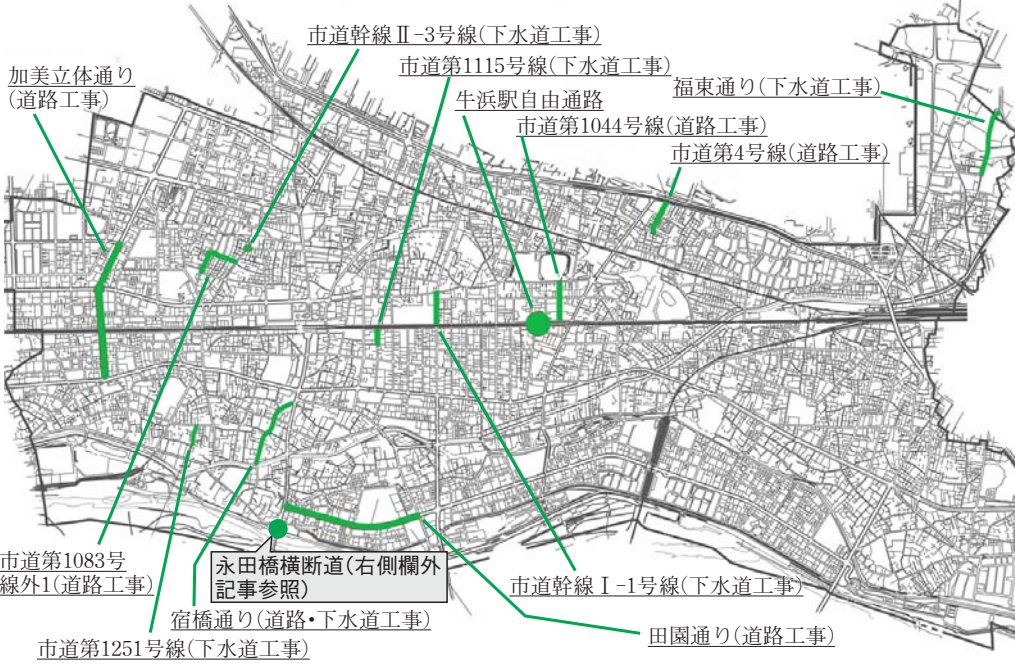 市道幹線Ⅱ-3号線(下水道工事)
加美立体通り
(道路工事)
市道第1115号線(下水道工事)
牛浜駅自由通路
福東通り(下水道工事)
市道第1044号線(道路工事)
市道第4号線(道路工事)
市道第1083号
線外1(道路工事)
永田橋横断道(右側欄外
記事参照)
市道幹線Ⅰ-1号線(下水道工事)
宿橋通り(道路・下水道工事)
田園通り(道路工事)
市道第1251号線(下水道工事)